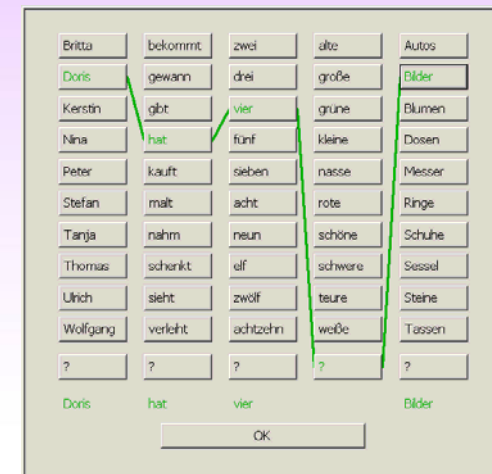 Britta bekommt zwei alte Autos
Doris gewann drei große Bilder
Kerstin gibt vier grüne Blumen
Nina hat fünf kleine Dosen
Peter kauft sieben nasse Messer
Stefan malt acht rote Ringe
Tanja nahm neun schöne Schuhe
Thomas schenkt elf schwere Sessel
Ulrich sieht zwölf teure Steine
Wolfgang verleiht achtzehn weiße Tassen
? ? ? ? ?
Doris hat vier Bilder
OK